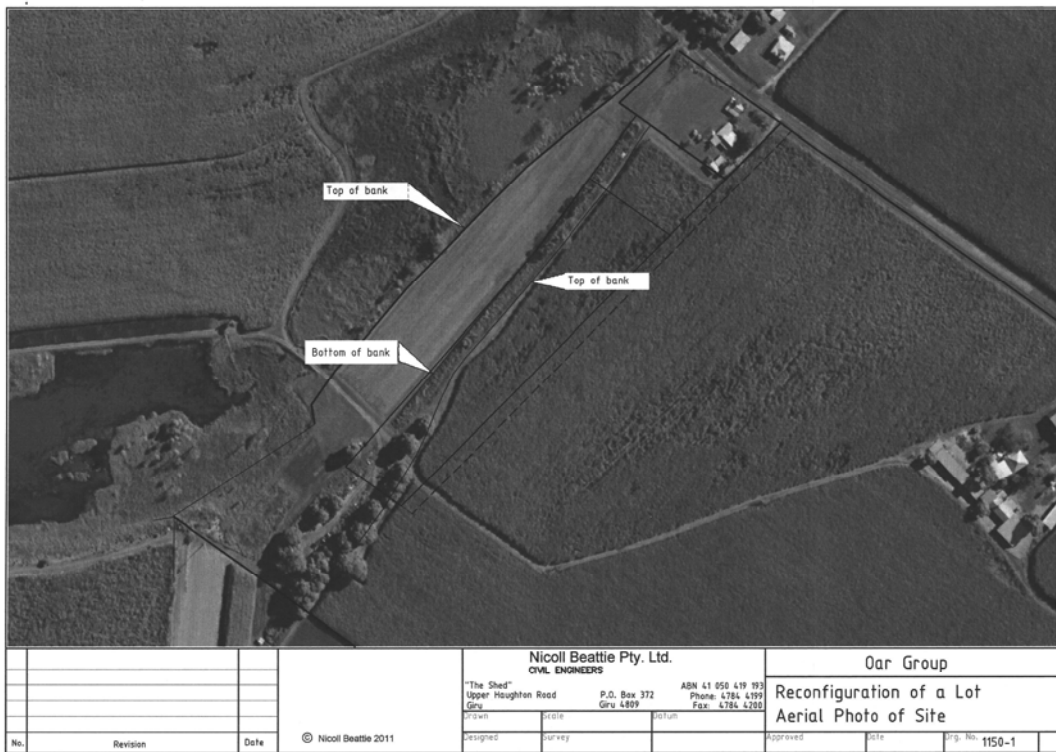 Top of bank
Top of bank
Bottom of bank
No.
Revision
Date
© Nicoll Beattie 2011
Nicoll Beattie Pty. Ltd.
CIVIL ENGINEERS
"The Shed"
Upper Haughton Road
Giru
P.O. Box 372
Giru 4809
ABN 41 050 419 193
Phone: 4784 4199
Fax: 4784 4200
Drawn
Scale
Datum
Designed
Survey
Oar Group
Reconfiguration of a Lot
Aerial Photo of Site
Approved
Date
Drg. No. 1150-1